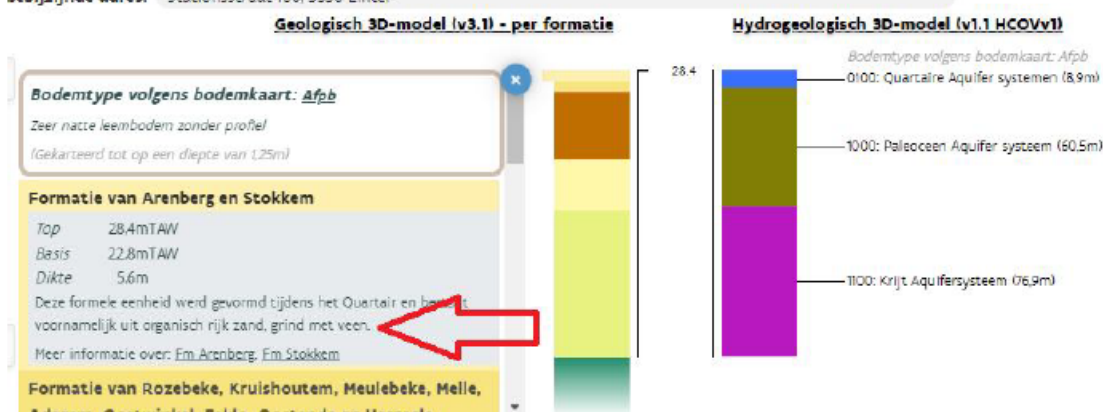 Geologisch 3D-model (v3.1) - per formatie
Hydrogeologisch 3D-model (v1.1 HCOVv1)
Bodemtype volgens bodemkaart: Afpb
Zeer natte leembodem zonder profiel
(Gekarteerd tot op een diepte van 1,25m)
Formatie van Arenberg en Stokkem
Top 28.4mTAW
Basis 22.8mTAW
Dikte 5.6m
Deze formele eenheid werd gevormd tijdens het Quartair en
voornamelijk uit organisch rijk zand, grind met veen.
Meer informatie over: Fm Arenberg, Fm Stokkem
Formatie van Rozebeke, Kruishoutem, Meulebeke, Melle,
28.4
Bodemtype volgens bodemkaart: Afpb
0100: Quartaire Aquifer systemen (8,9m)
1000: Paleoceen Aquifer systeem (60.5m)
1100: Krijt Aquifersysteem (76,9m)